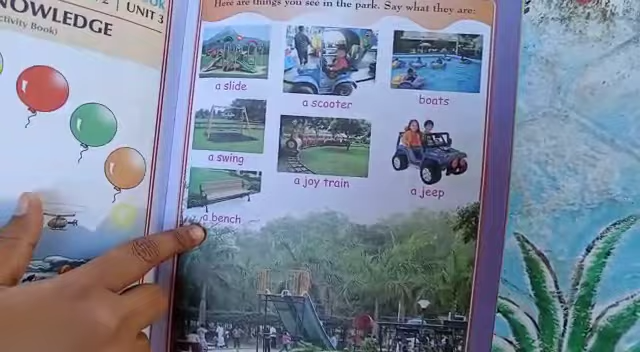 UNIT 3
NOWLEDGE
ctivity Book)
Here are things you see in the park. Say what they are:
a slide
a scooter
boats
a swing
a joy train
a jeep
a bench